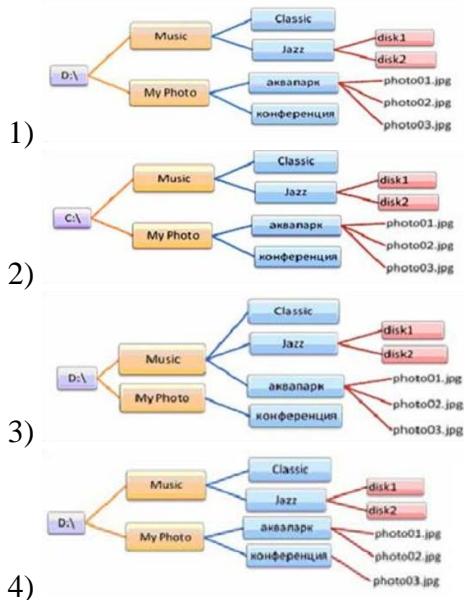 Classic
Music
Jazz
disk1
disk2
D:\
аквапарк
photo01.jpg
My Photo
photo02.jpg
конференция
photo03.jpg
1)
Classic
Music
Jazz
disk1
disk2
C:\
аквапарк
photo01.jpg
My Photo
photo02.jpg
конференция
photo03.jpg
2)
Classic
Jazz
disk1
disk2
Music
D:\
аквапарк
photo01.jpg
My Photo
photo02.jpg
конференция
photo03.jpg
3)
Classic
Music
Jazz
disk1
disk2
D:\
My Photo
аквапарк
photo01.jpg
photo02.jpg
конференция
photo03.jpg
4)